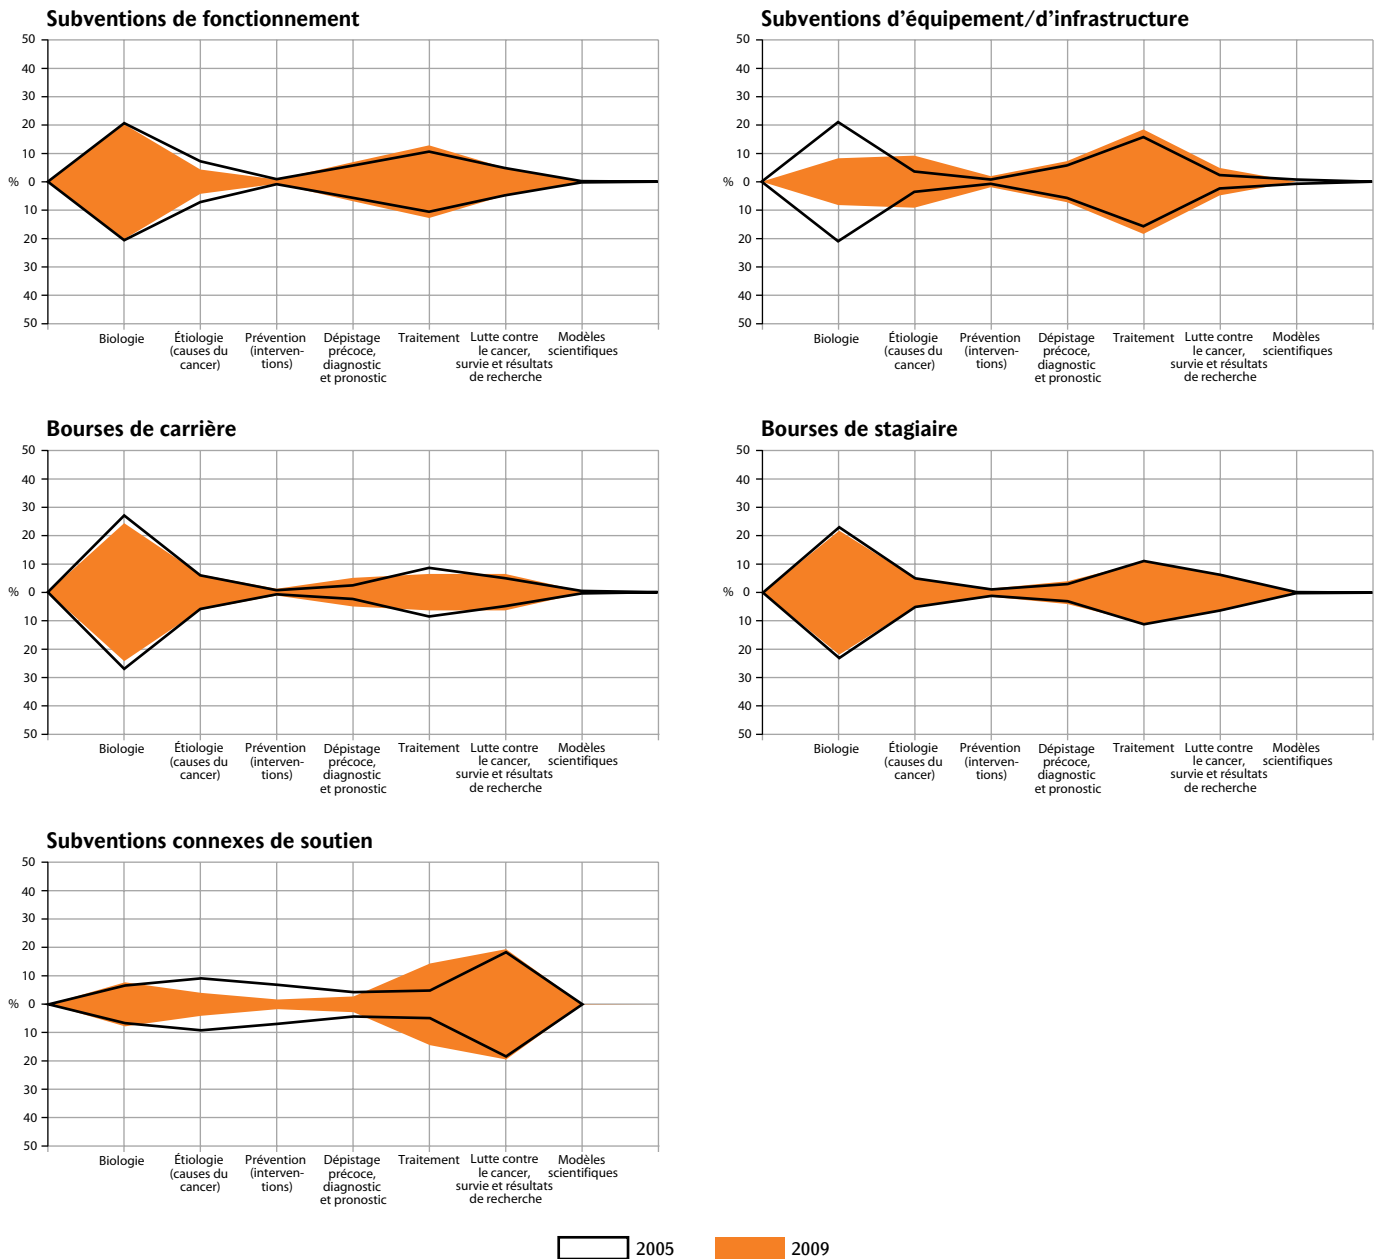 Subventions de fonctionnement
50
40
30
20
10
% 0
10
20
30
40
50
Biologie
Étiologie
(causes du
cancer)
Prévention
(interven-
tions)
Dépistage
précoce,
diagnostic
et pronostic
Traitement
Lutte contre
le cancer,
survie et résultats
de recherche
Modèles
scientifiques
Subventions d'équipement/d'infrastructure
50
40
30
20
10
% 0
10
20
30
40
50
Biologie
Étiologie
(causes du
cancer)
Prévention
(interven-
tions)
Dépistage
précoce,
diagnostic
et pronostic
Traitement
Lutte contre
le cancer,
survie et résultats
de recherche
Modèles
scientifiques
Bourses de carrière
50
40
30
20
10
% 0
10
20
30
40
50
Biologie
Étiologie
(causes du
cancer)
Prévention
(interven-
tions)
Dépistage
précoce,
diagnostic
et pronostic
Traitement
Lutte contre
le cancer,
survie et résultats
de recherche
Modèles
scientifiques
Bourses de stagiaire
50
40
30
20
10
% 0
10
20
30
40
50
Biologie
Étiologie
(causes du
cancer)
Prévention
(interven-
tions)
Dépistage
précoce,
diagnostic
et pronostic
Traitement
Lutte contre
le cancer,
survie et résultats
de recherche
Modèles
scientifiques
Subventions connexes de soutien
50
40
30
20
10
% 0
10
20
30
40
50
Biologie
Étiologie
(causes du
cancer)
Prévention
(interven-
tions)
Dépistage
précoce,
diagnostic
et pronostic
Traitement
Lutte contre
le cancer,
survie et résultats
de recherche
Modèles
scientifiques
2005
2009